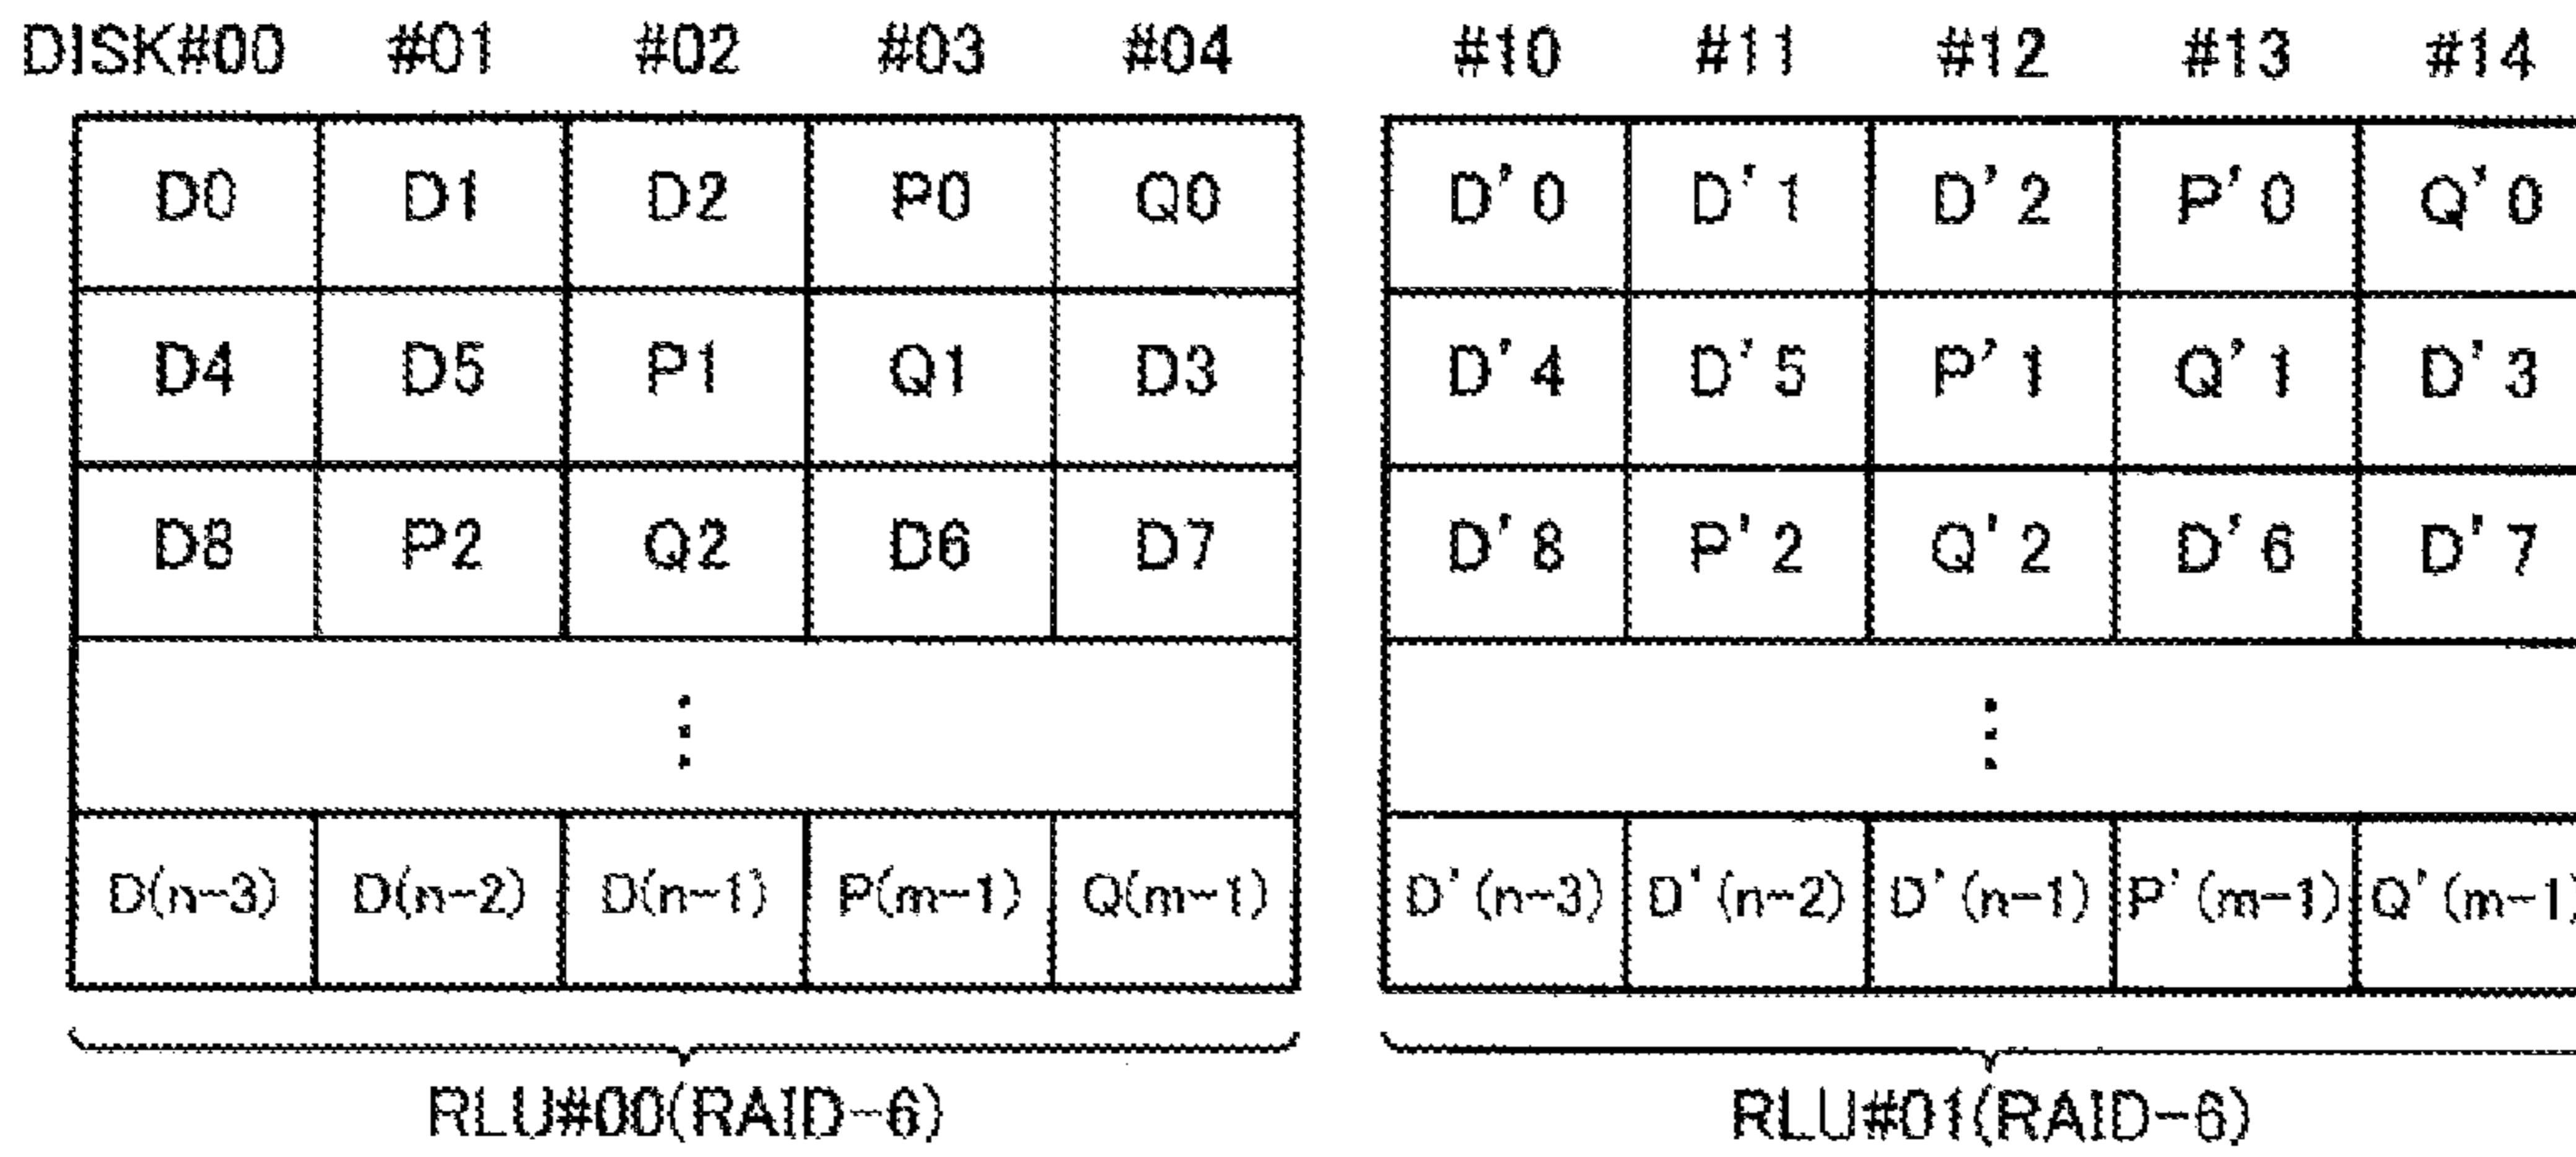 DISK#00 #01 #02 #03 #04 #10 #11 #12 #13 #14
D0 D1 D2 P0 Q0 D'0 D'1 D'2 P'0 Q'0
D4 D5 P1 Q1 D3 D'4 D'5 P'1 Q'1 D'3
D8 P2 Q2 D6 D7 D'8 P'2 Q'2 D'6 D'7
D(n-3) D(n-2) D(n-1) P(m-1) Q(m-1) D'(n-3) D'(n-2) D'(n-1) P'(m-1) Q'(m-1)
RLU#00(RAID-6) RLU#01(RAID-6)